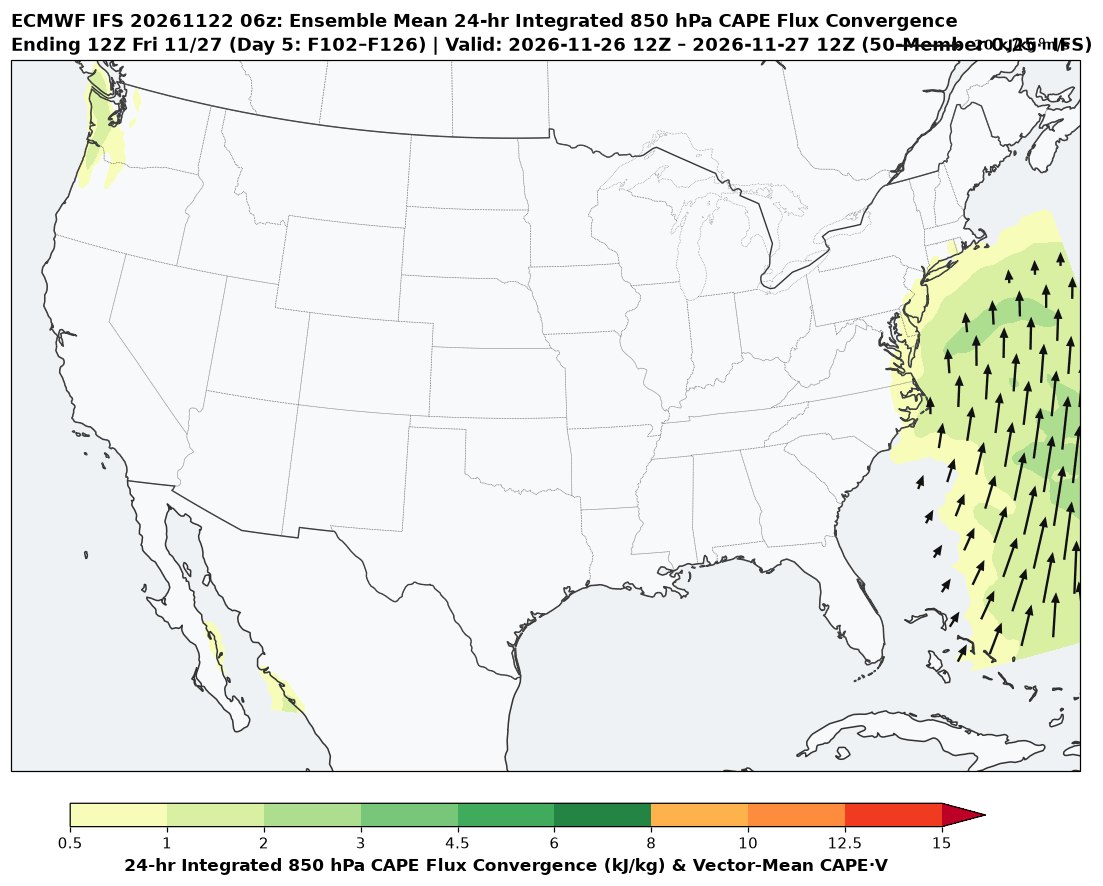 ECMWF IFS 20261122 06z: Ensemble Mean 24-hr Integrated 850 hPa CAPE Flux Convergence
Ending 12Z Fri 11/27 (Day 5: F102–F126) | Valid: 2026-11-26 12Z – 2026-11-27 12Z (50-Member 0.25° IFS)
0.5 1 2 3 4.5 6 8 10 12.5 15
24-hr Integrated 850 hPa CAPE Flux Convergence (kJ/kg) & Vector-Mean CAPE·V